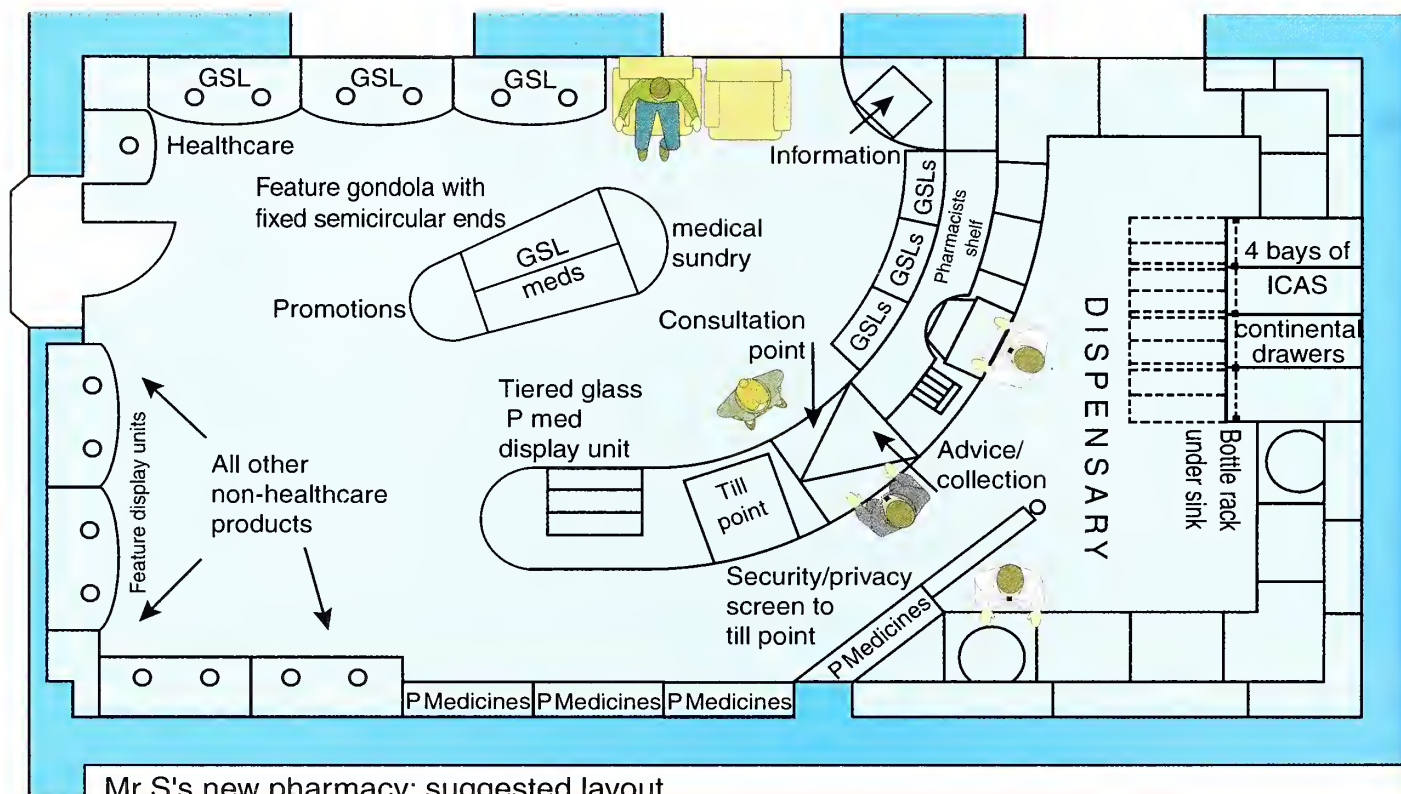 GSL
GSL
GSL
Healthcare
Information
Feature gondola with
fixed semicircular ends
GSL
meds
medical
sundry
Promotions
GSLs
GSLs
GSLs
Pharmacists
shelf
Consultation
point
4 bays of
ICAS
continental
drawers
DISPENSARY
Bottle rack
under sink
Tiered glass
P med
display unit
Till
point
Advice/
collection
Feature display units
All other
non-healthcare
products
Security/privacy
screen to
till point
P Medicines
P Medicines
P Medicines
P Medicines
Mr S's new pharmacy: suggested layout